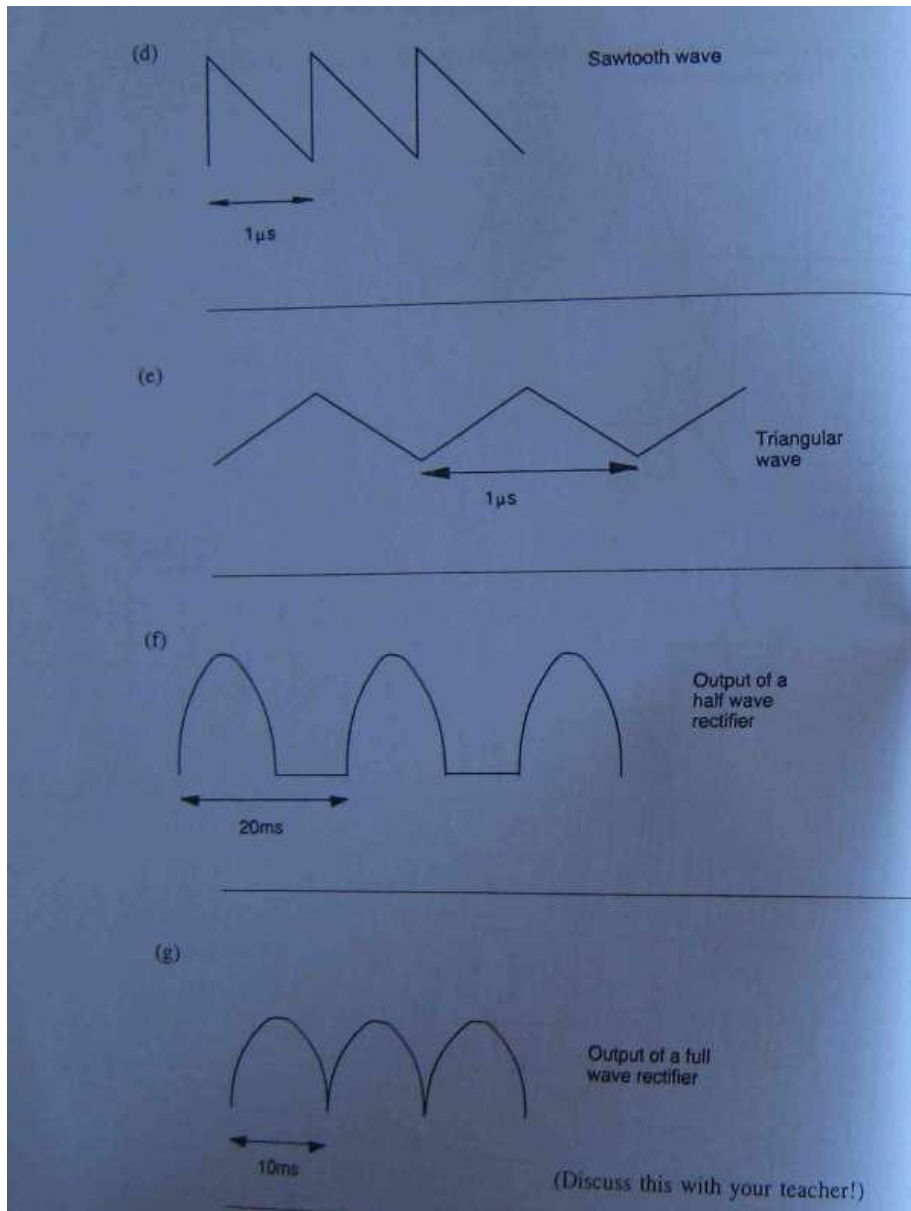 (d)
Sawtooth wave
1μs
(e)
Triangular
wave
1μs
(f)
Output of a
half wave
rectifier
20ms
(g)
Output of a full
wave rectifier
10ms
(Discuss this with your teacher!)